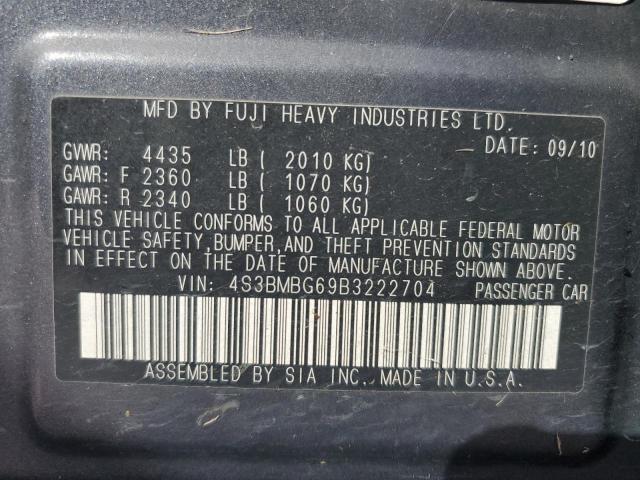 MFD BY FUJI HEAVY INDUSTRIES LTD.
DATE: 09/10
GVWR: 4435 LB ( 2010 KG)
GAWR: F 2360 LB ( 1070 KG)
GAWR: R 2340 LB ( 1060 KG)
THIS VEHICLE CONFORMS TO ALL APPLICABLE FEDERAL MOTOR
VEHICLE SAFETY, BUMPER, AND THEFT PREVENTION STANDARDS
IN EFFECT ON THE DATE OF MANUFACTURE SHOWN ABOVE.
VIN: 4S3BMBG69B3222704 PASSENGER CAR
ASSEMBLED BY SIA INC. MADE IN U.S.A.